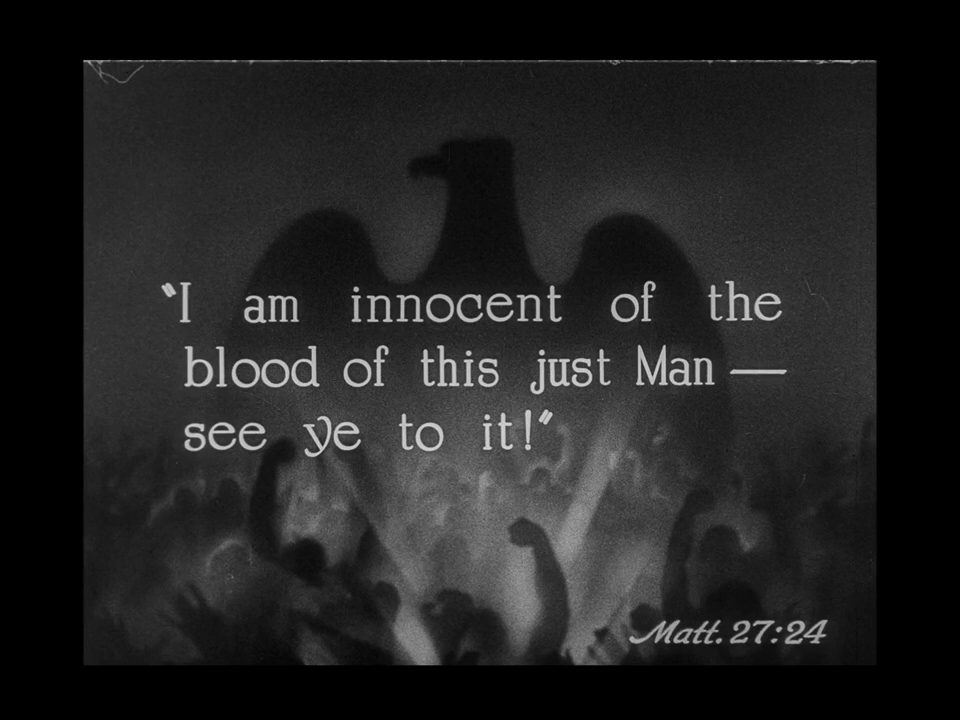 "I am innocent of the
blood of this just Man —
see ye to it!"
Matt. 27:24